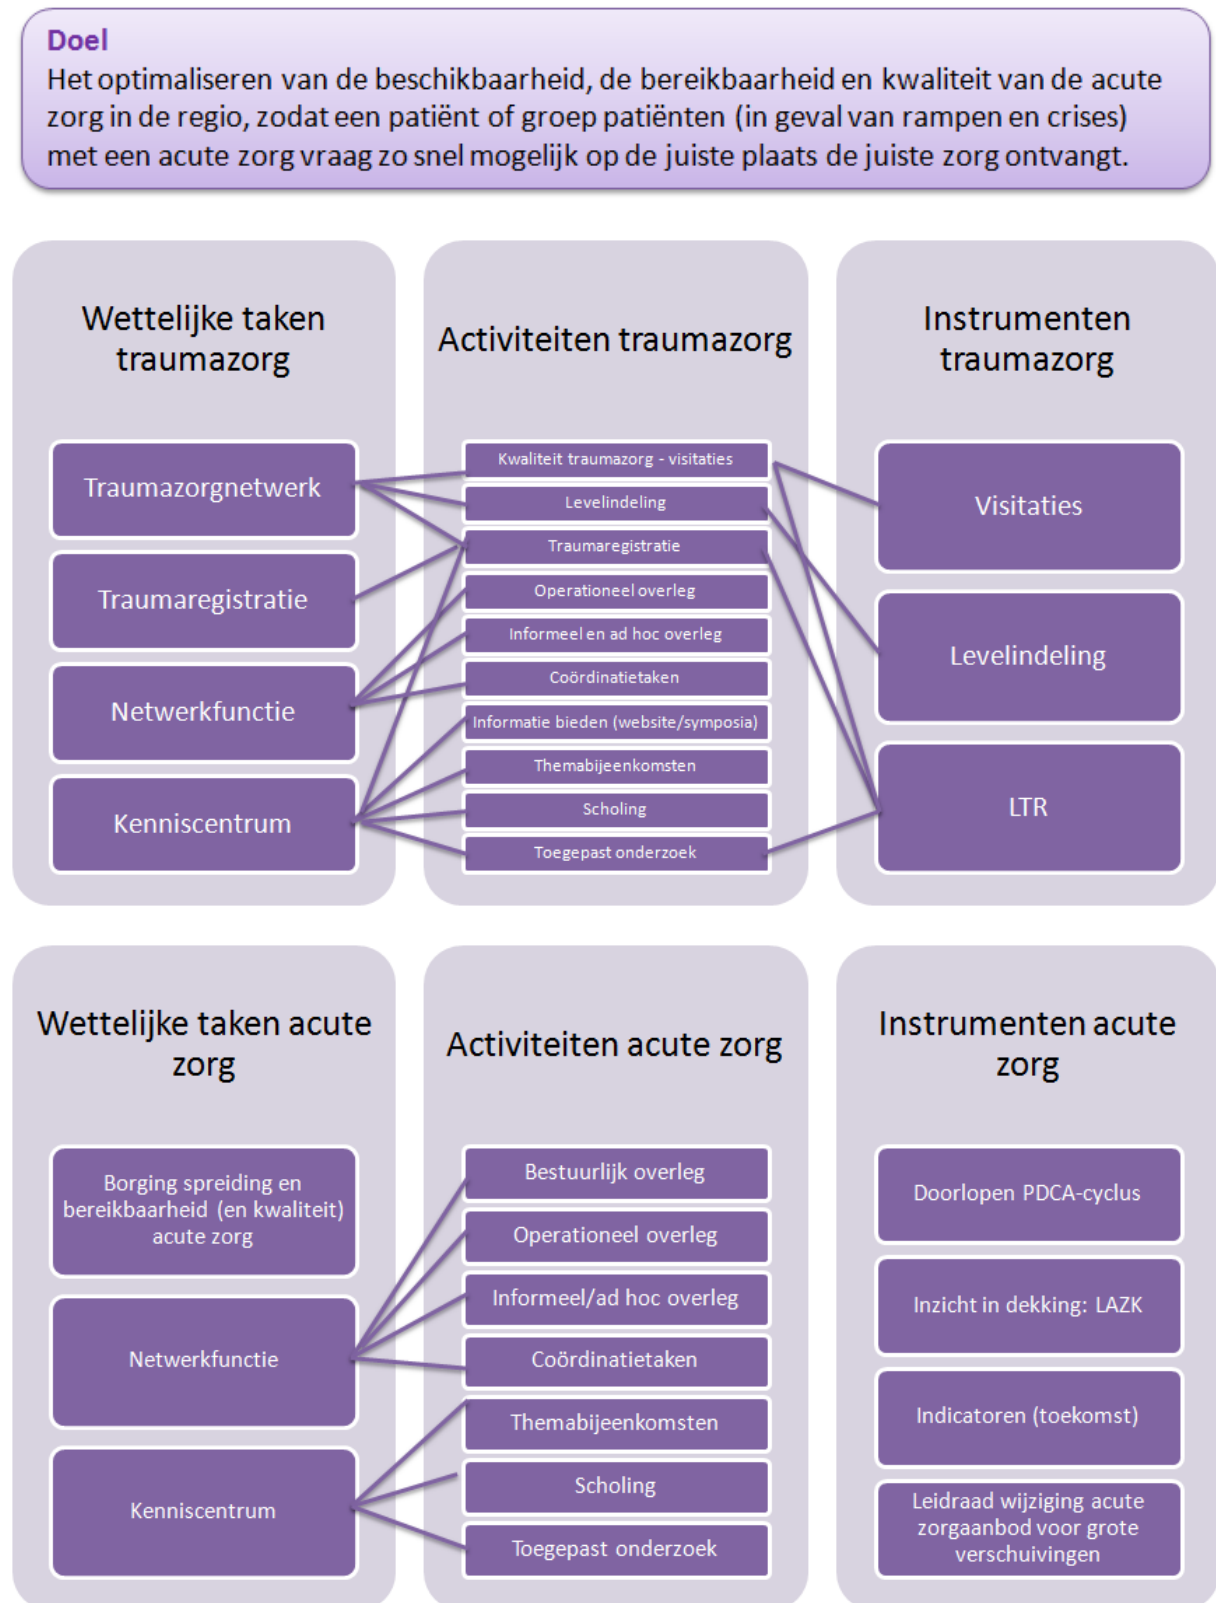 Doel
Het optimaliseren van de beschikbaarheid, de bereikbaarheid en kwaliteit van de acute
zorg in de regio, zodat een patiënt of groep patiënten (in geval van rampen en crises)
met een acute zorg vraag zo snel mogelijk op de juiste plaats de juiste zorg ontvangt.
Wettelijke taken
traumazorg
Traumazorgnetwerk
Traumaregistratie
Netwerkfunctie
Kenniscentrum
Activiteiten traumazorg
Kwaliteit traumazorg - visitaties
Levelindeling
Traumaregistratie
Operationeel overleg
Informeel en ad hoc overleg
Coördinatietaken
Informatie bieden (website/symposia)
Themabijeenkomsten
Scholing
Toegepast onderzoek
Instrumenten
traumazorg
Visitaties
Levelindeling
LTR
Wettelijke taken acute
zorg
Borging spreiding en
bereikbaarheid (en kwaliteit)
acute zorg
Netwerkfunctie
Kenniscentrum
Activiteiten acute zorg
Bestuurlijk overleg
Operationeel overleg
Informeel/ad hoc overleg
Coördinatietaken
Themabijeenkomsten
Scholing
Toegepast onderzoek
Instrumenten acute
zorg
Doorlopen PDCA-cyclus
Inzicht in dekking: LAZK
Indicatoren (toekomst)
Leidraad wijziging acute
zorgaanbod voor grote
verschuivingen